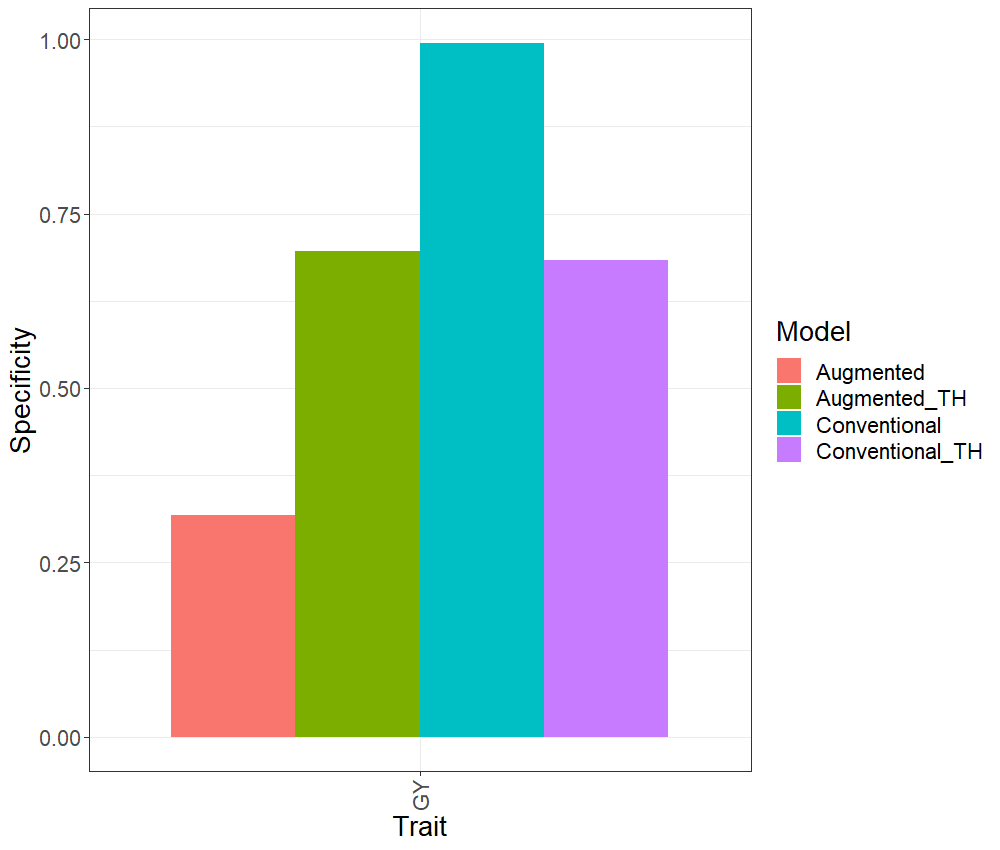 1.00
0.75
0.50
0.25
0.00
Specificity
GY
Trait
Model
Augmented
Augmented_TH
Conventional
Conventional_TH